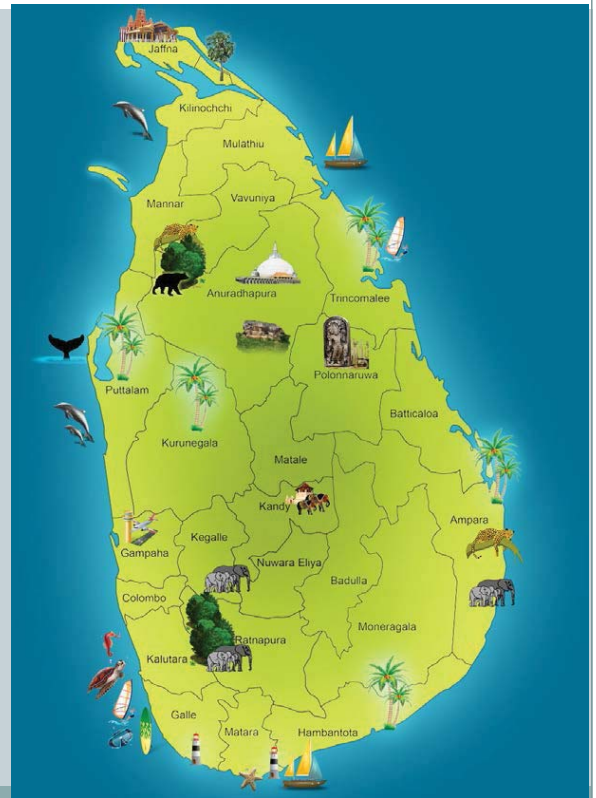 Jaffna
Kilinochchi
Mulathiu
Mannar
Vavuniya
Anuradhapura
Trincomalee
Polonnaruwa
Puttalam
Batticaloa
Kurunegala
Matale
Kandy
Ampara
Kegalle
Gampaha
Nuwara Eliya
Badulla
Colombo
Moneragala
Ratnapura
Kalutara
Galle
Matara
Hambantota